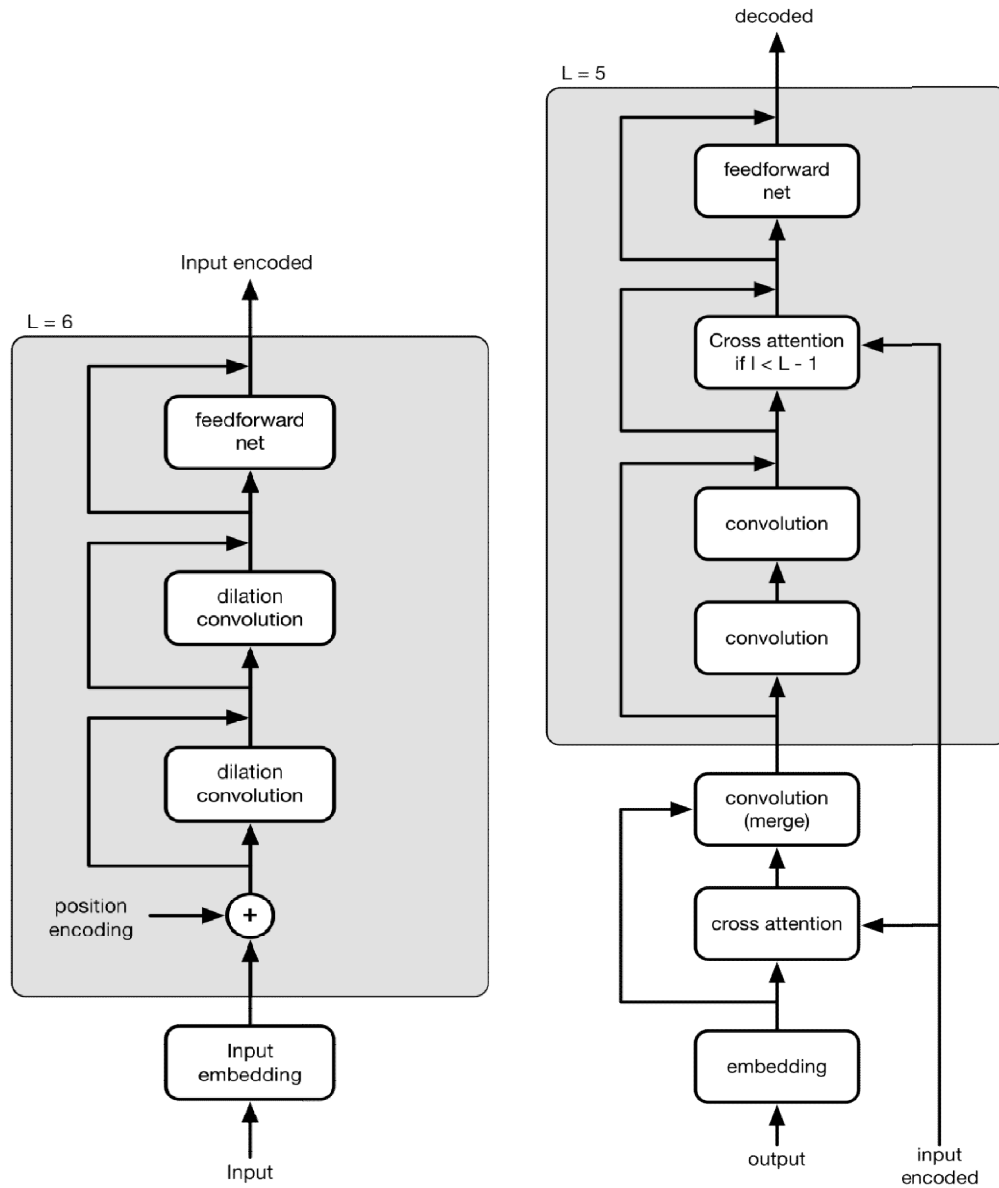 Input encoded
L = 6
feedforward
net
dilation
convolution
dilation
convolution
position
encoding
+
Input
embedding
Input
decoded
L = 5
feedforward
net
Cross attention
if l < L - 1
convolution
convolution
convolution
(merge)
cross attention
embedding
output
input
encoded